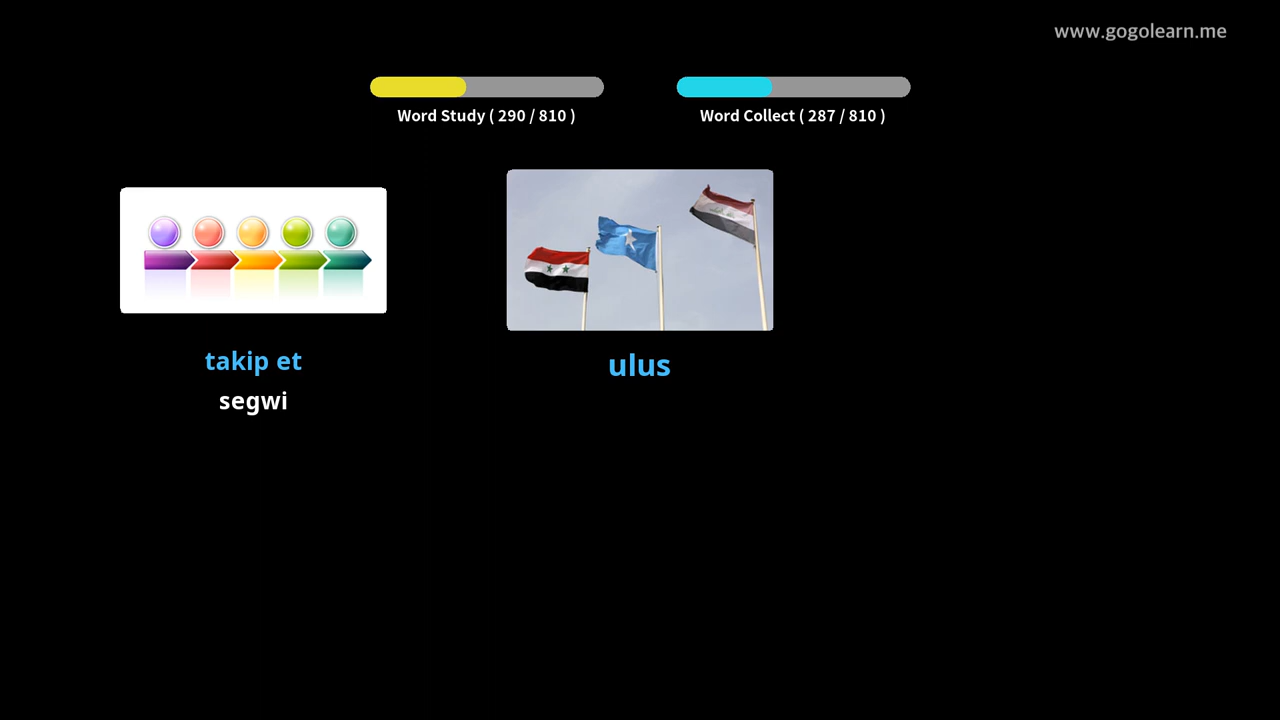 www.gogolearn.me
Word Study ( 290 / 810 )
Word Collect ( 287 / 810 )
takip et
segwi
ulus